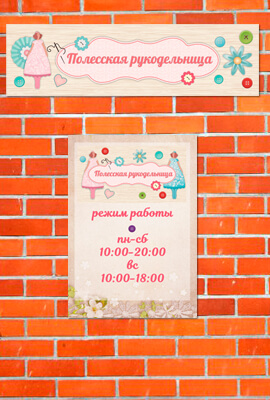 Полесская рукодельница
Полесская рукодельница
режим работы
пн-сб
10:00-20:00
вс
10:00-18:00